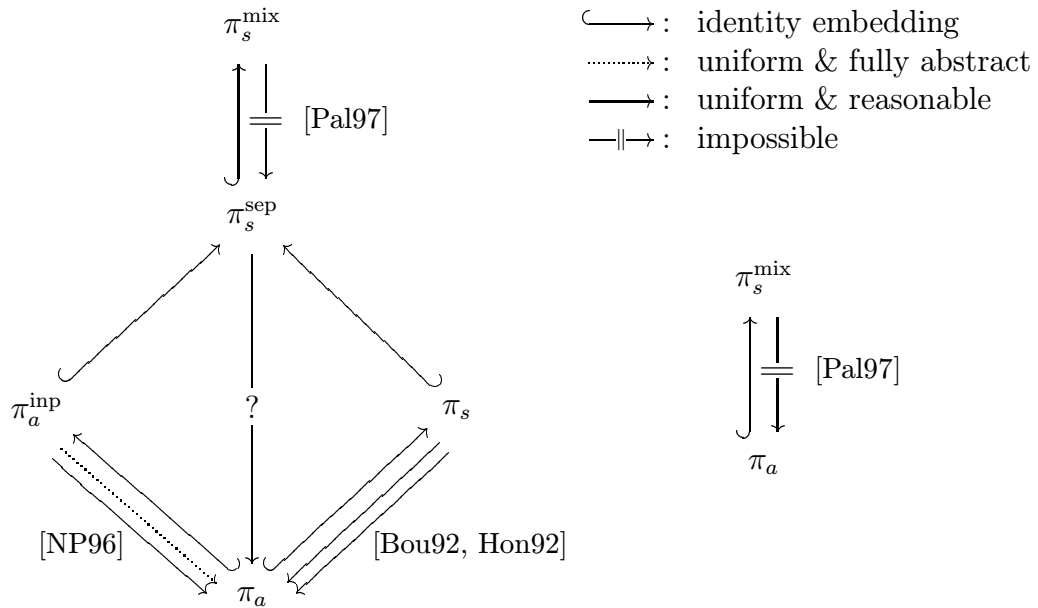 π_s^mix
: identity embedding
: uniform & fully abstract
: uniform & reasonable
: impossible
[Pal97]
π_s^sep
π_s^mix
[Pal97]
π_a^inp
?
π_s
π_a
[NP96]
[Bou92, Hon92]
π_a